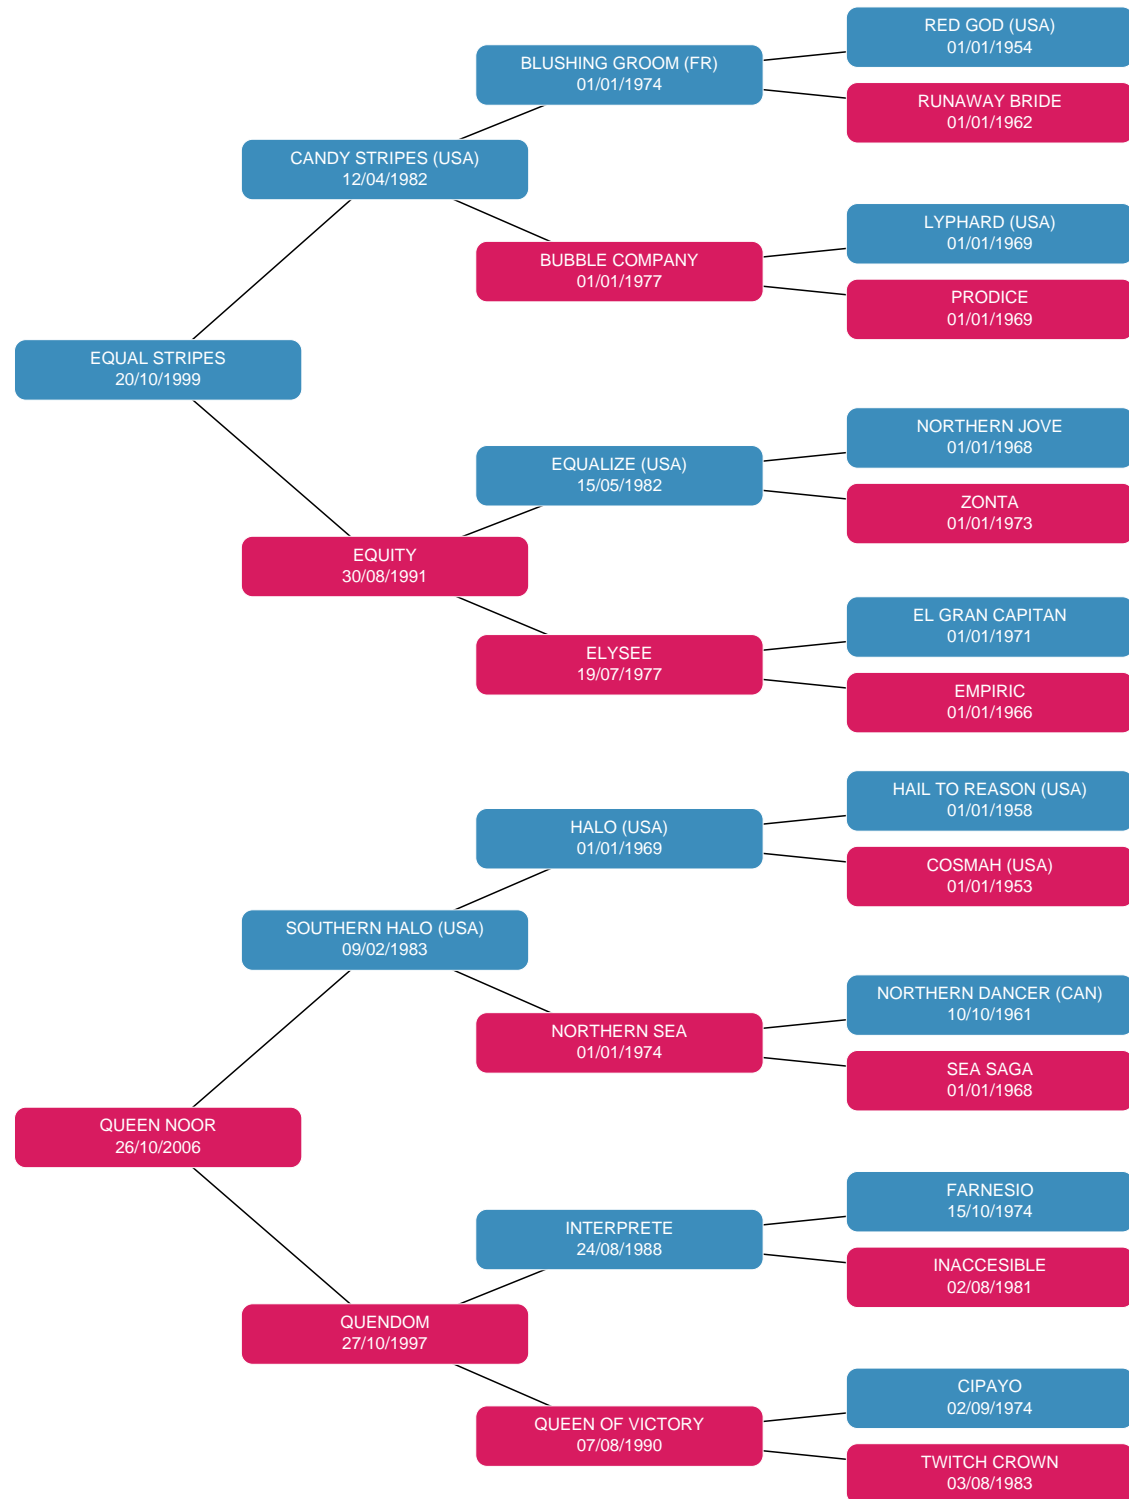 RED GOD (USA)
01/01/1954
BLUSHING GROOM (FR)
01/01/1974
RUNAWAY BRIDE
01/01/1962
CANDY STRIPES (USA)
12/04/1982
LYPHARD (USA)
01/01/1969
BUBBLE COMPANY
01/01/1977
PRODICE
01/01/1969
EQUAL STRIPES
20/10/1999
NORTHERN JOVE
01/01/1968
EQUALIZE (USA)
15/05/1982
ZONTA
01/01/1973
EQUITY
30/08/1991
EL GRAN CAPITAN
01/01/1971
ELYSEE
19/07/1977
EMPIRIC
01/01/1966
HAIL TO REASON (USA)
01/01/1958
HALO (USA)
01/01/1969
COSMAH (USA)
01/01/1953
SOUTHERN HALO (USA)
09/02/1983
NORTHERN DANCER (CAN)
10/10/1961
NORTHERN SEA
01/01/1974
SEA SAGA
01/01/1968
QUEEN NOOR
26/10/2006
FARNESIO
15/10/1974
INTERPRETE
24/08/1988
INACCESIBLE
02/08/1981
QUENDOM
27/10/1997
CIPAYO
02/09/1974
QUEEN OF VICTORY
07/08/1990
TWITCH CROWN
03/08/1983